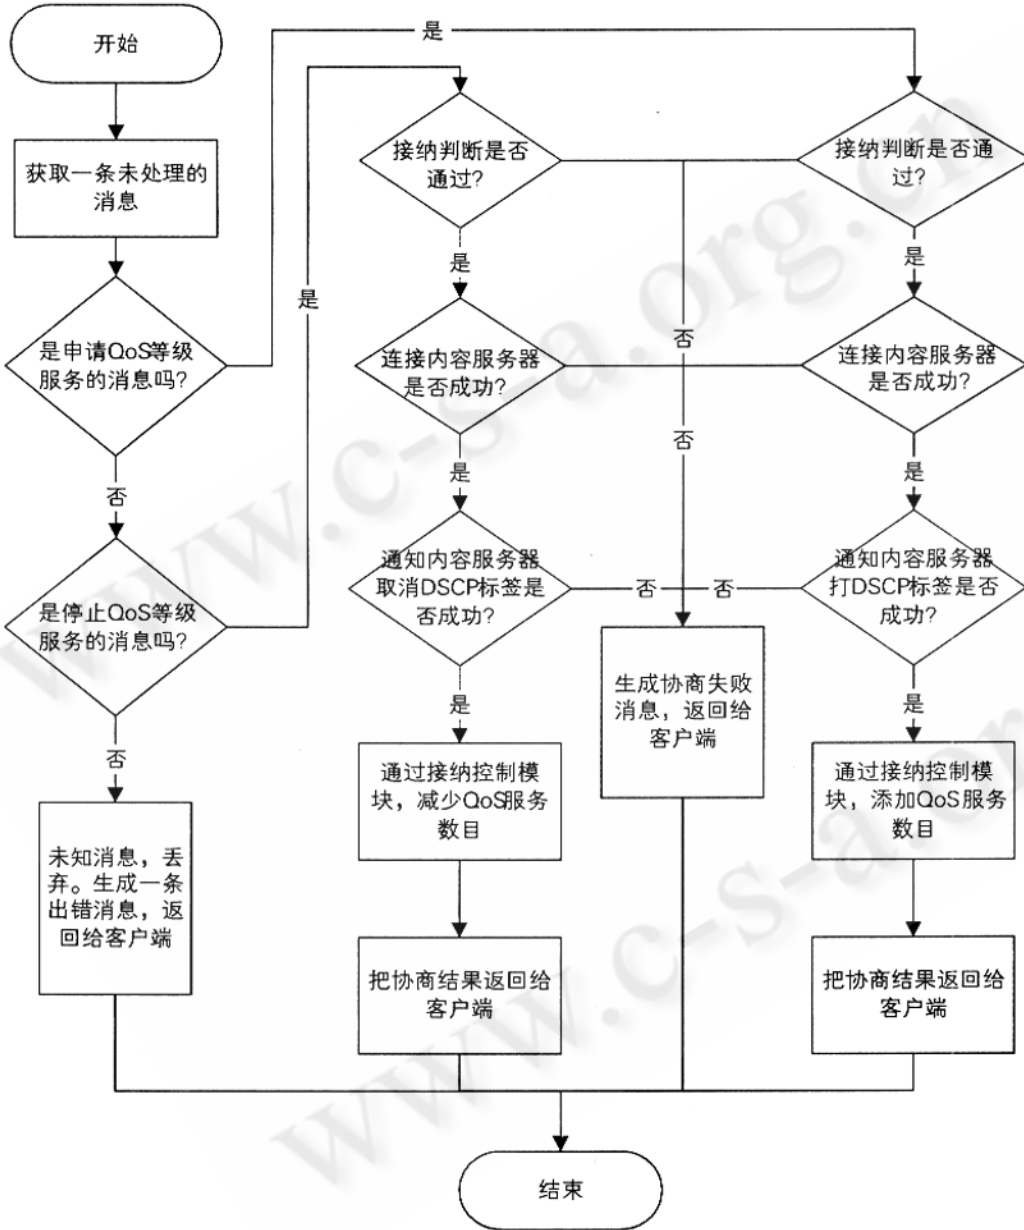 开始
是
获取一条未处理的
消息
接纳判断是否
通过?
接纳判断是否通
过?
是
是
是
是申请QoS等级
服务的消息吗?
否
连接内容服务器
是否成功?
连接内容服务器
是否成功?
否
是
是
否
通知内容服务器
取消DSCP标签是
否成功?
否
否
通知内容服务器
打DSCP标签是否
成功?
是停止QoS等级
服务的消息吗?
生成协商失败
消息，返回给
客户端
是
是
否
通过接纳控制模
块，减少QoS服务
数目
通过接纳控制模
块，添加QoS服务
数目
未知消息，丢
弃。生成一条
出错消息，返
回给客户端
把协商结果返回给
客户端
把协商结果返回给
客户端
结束
www.c-s-a.org.cn
www.c-s-a.or